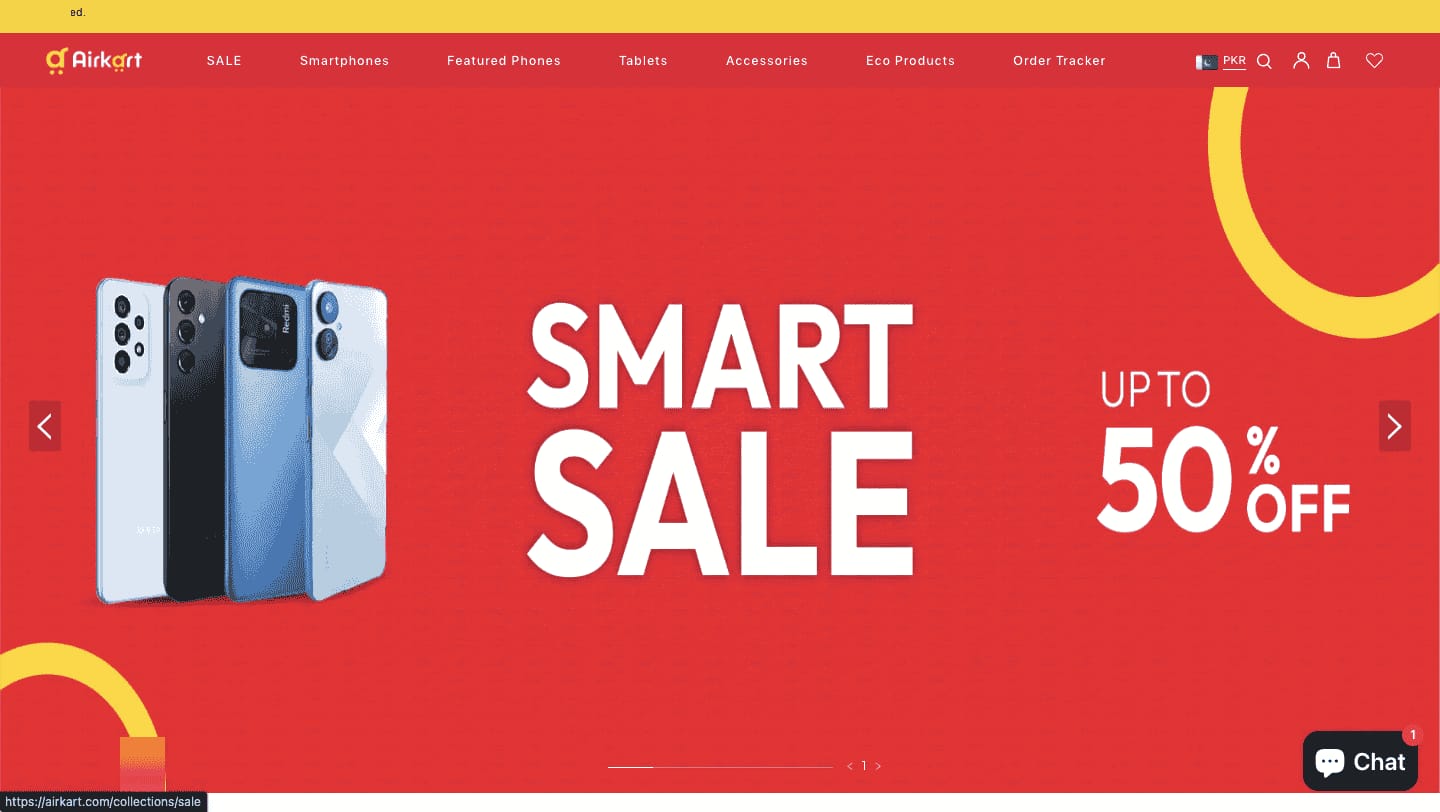 ed.
Airkart
SALE Smartphones Featured Phones Tablets Accessories Eco Products Order Tracker PKR
Redmi
SMART
SALE
UP TO
50% OFF
< 1 >
1
Chat
https://airkart.com/collections/sale